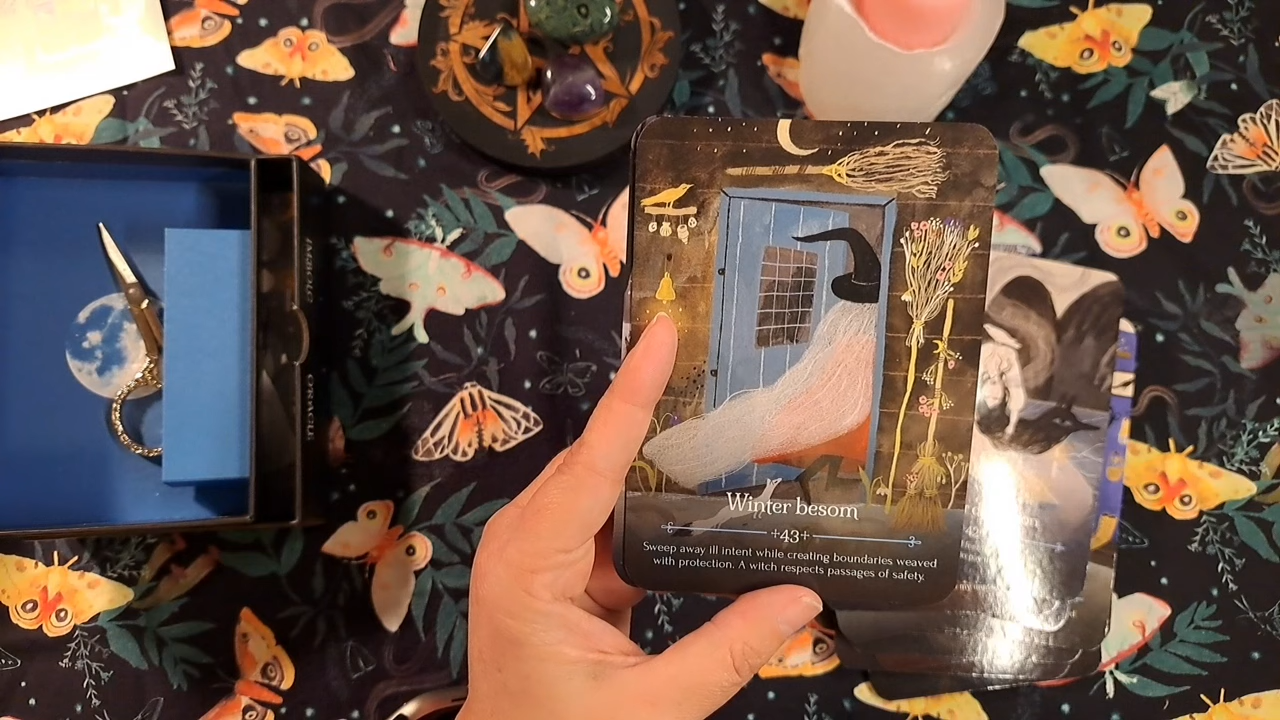 Winter besom
+43+
Sweep away ill intent while creating boundaries weaved
with protection. A witch respects passages of safety.
ORACLE